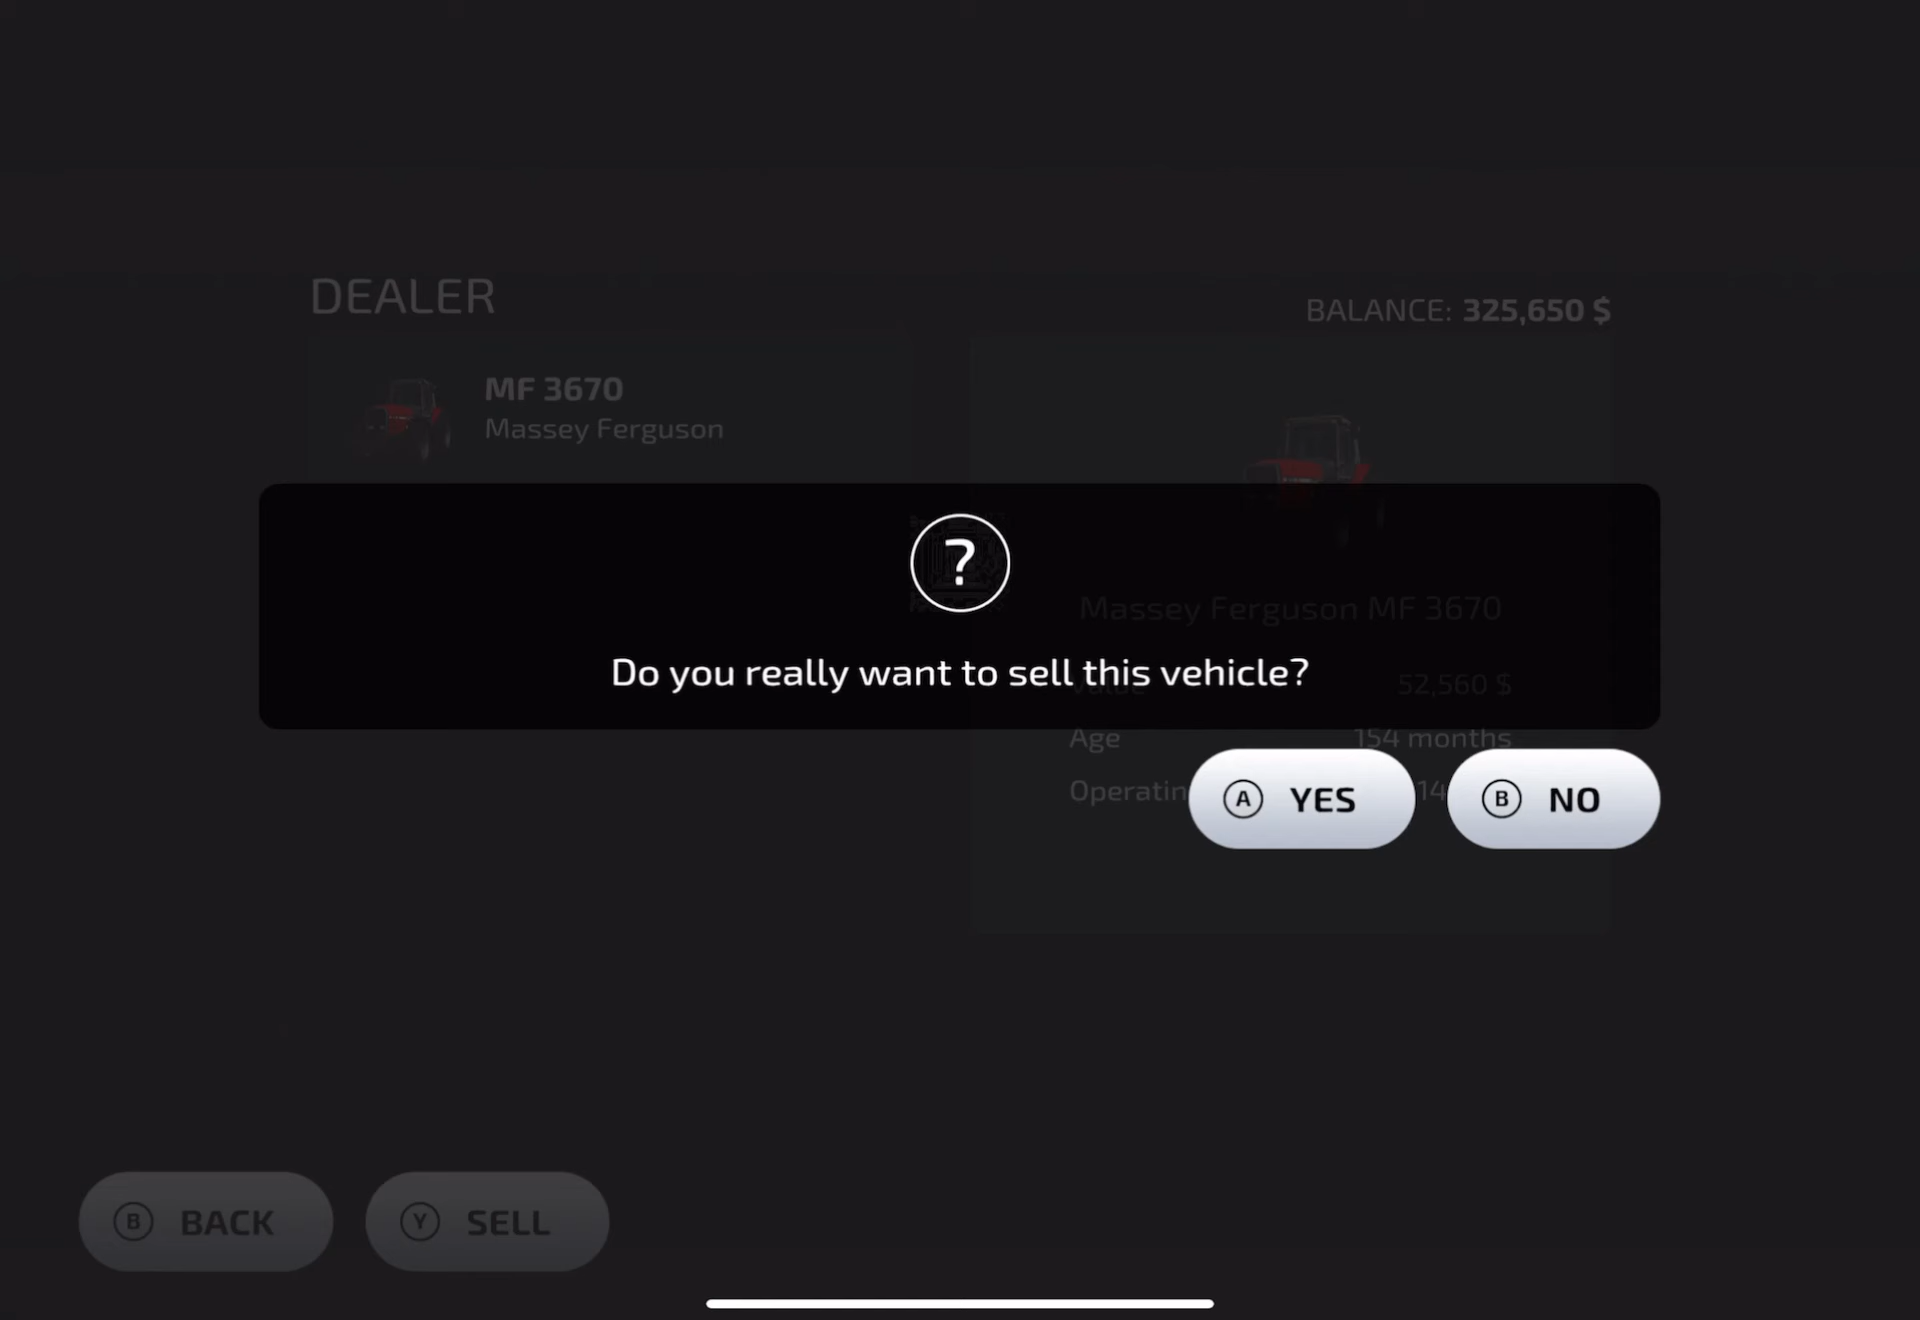 DEALER
BALANCE: 325,650 $
MF 3670
Massey Ferguson
?
Massey Ferguson MF 3670
Do you really want to sell this vehicle?
Value 52,560 $
Age 154 months
A YES
B NO
B BACK
Y SELL